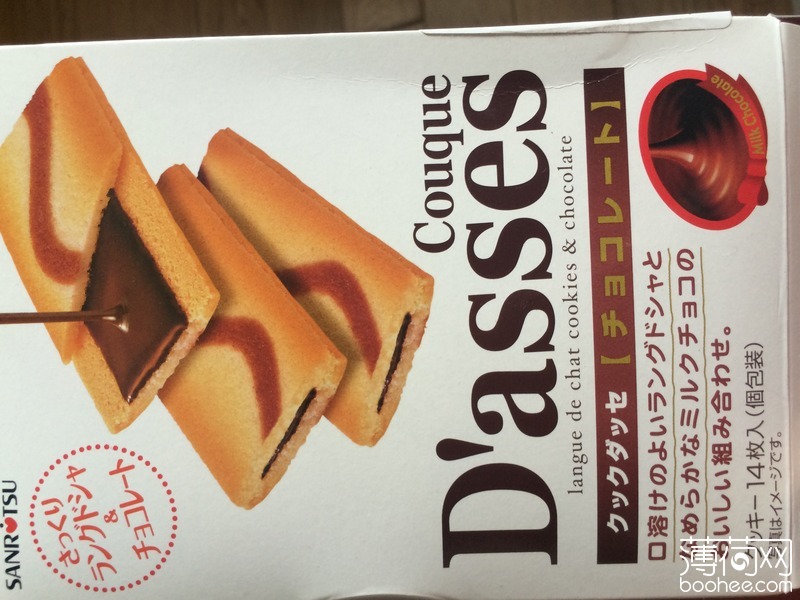 SANRITSU
さっくり
ラングドシャ
&
チョコレート
Couque
D'asses
langue de chat cookies & chocolate
クックダッセ【チョコレート】
Milk Chocolate
口溶けのよいラングドシャと
なめらかなミルクチョコの
おいしい組み合わせ。
クッキー14枚入(個包装)
写真はイメージです。
薄荷网
boohee.com